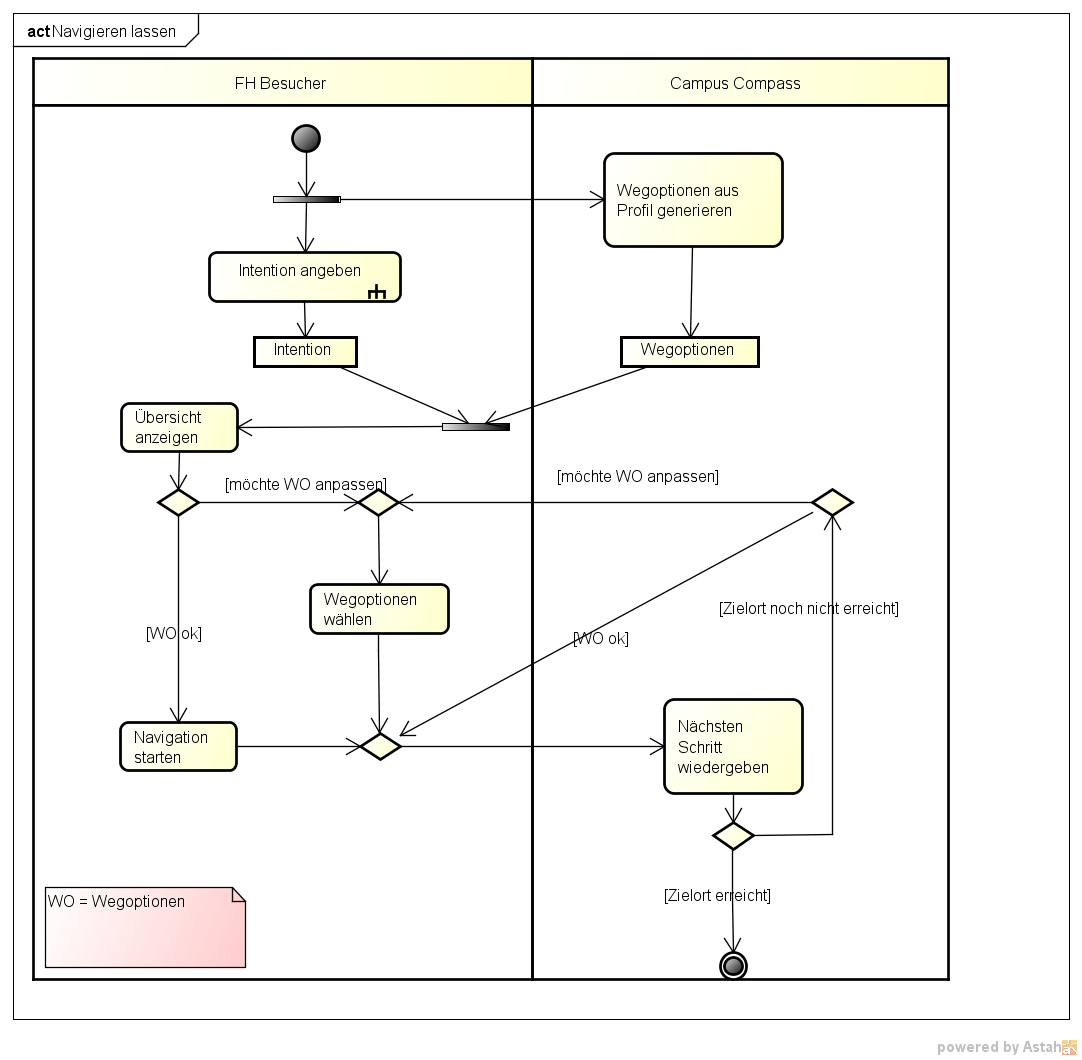 act Navigieren lassen
FH Besucher
Campus Compass
Wegoptionen aus
Profil generieren
Intention angeben
Intention
Wegoptionen
Übersicht
anzeigen
[möchte WO anpassen]
[möchte WO anpassen]
Wegoptionen
wählen
[Zielort noch nicht erreicht]
[WO ok]
[WO ok]
Navigation
starten
Nächsten
Schritt
wiedergeben
[Zielort erreicht]
WO = Wegoptionen
powered by Astah